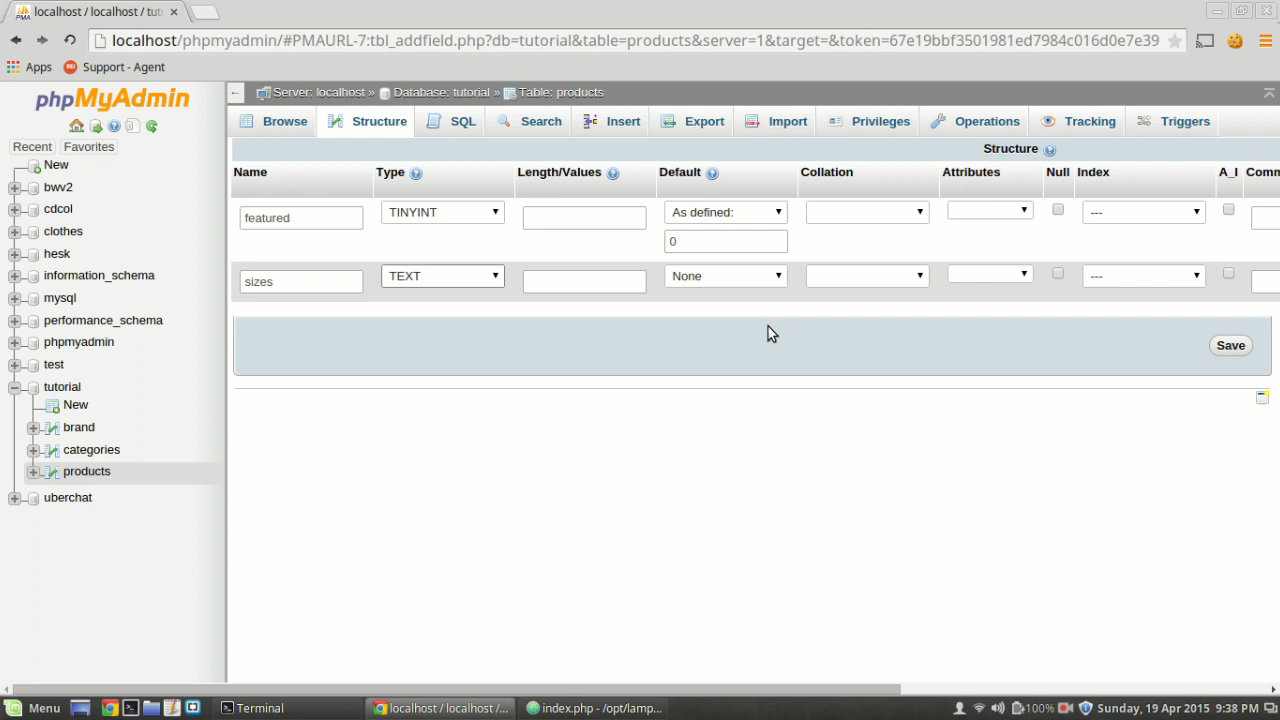 localhost / localhost / tut
localhost/phpmyadmin/#PMAURL-7:tbl_addfield.php?db=tutorial&table=products&server=1&target=&token=67e19bbf3501981ed7984c016d0e7e39
Apps
REI
Support - Agent
phpMyAdmin
Recent
Favorites
New
bwv2
cdcol
clothes
hesk
information_schema
mysql
performance_schema
phpmyadmin
test
tutorial
New
brand
categories
products
uberchat
Server: localhost » Database: tutorial » Table: products
Browse
Structure
SQL
Search
Insert
Export
Import
Privileges
Operations
Tracking
Triggers
Structure
Name Type Length/Values Default Collation Attributes Null Index A_I Comm
featured TINYINT As defined: ---
0
sizes TEXT None ---
Save
Menu
Terminal
localhost / localhost /...
index.php - /opt/lamp...
100%
Sunday, 19 Apr 2015 9:38 PM